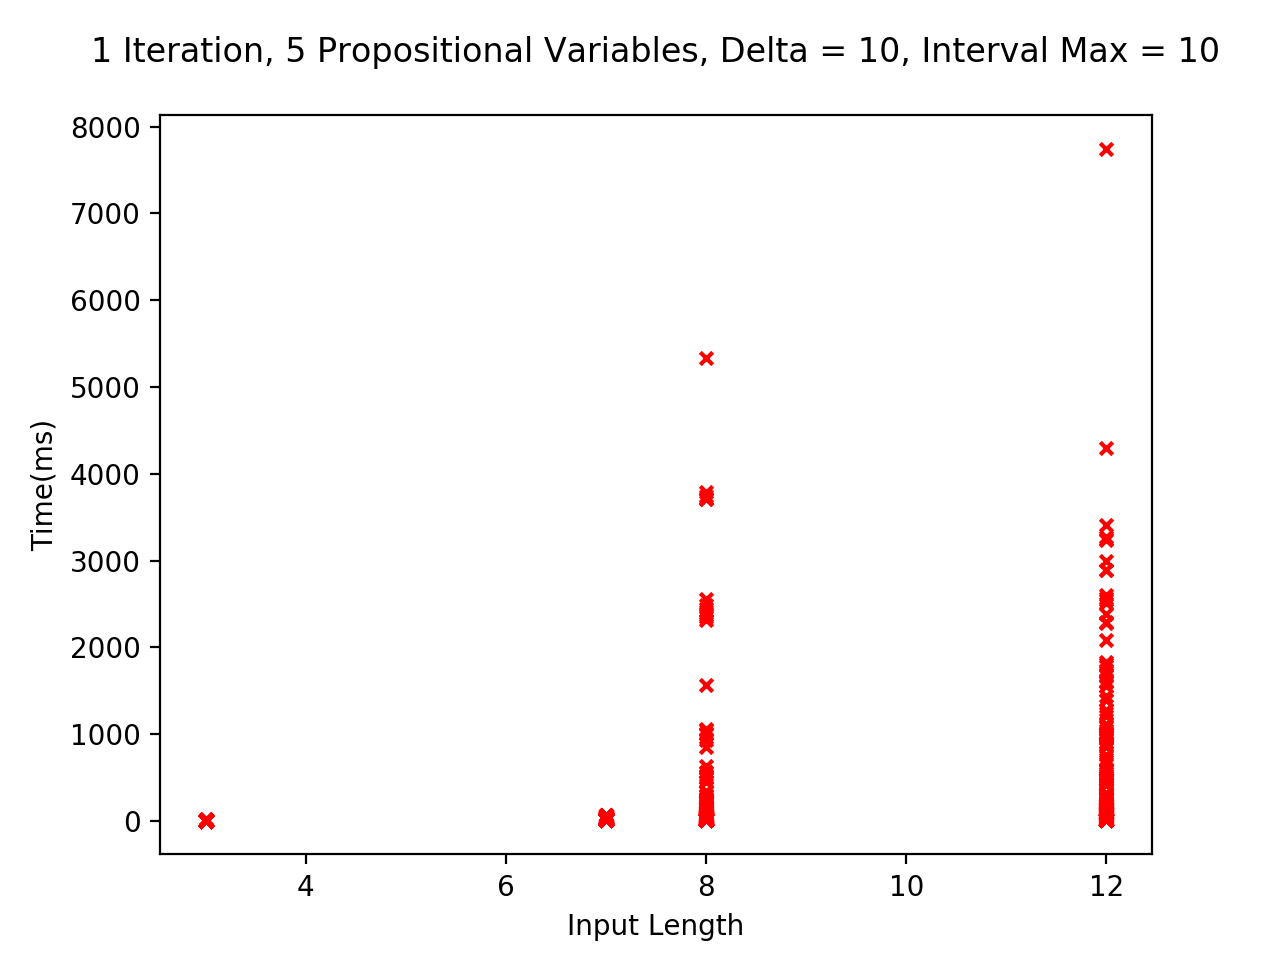 1 Iteration, 5 Propositional Variables, Delta = 10, Interval Max = 10
8000
7000
6000
5000
4000
3000
2000
1000
0
Time(ms)
4 6 8 10 12
Input Length